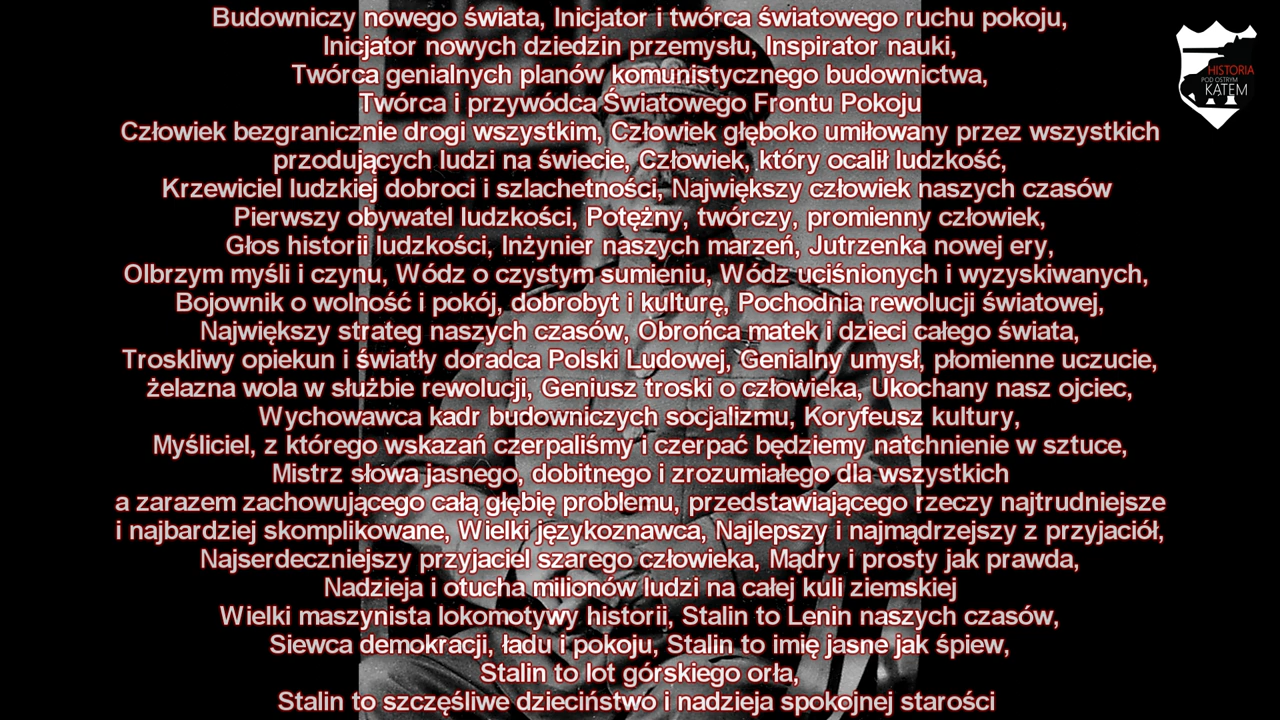 Budowniczy nowego świata, Inicjator i twórca światowego ruchu pokoju,
Inicjator nowych dziedzin przemysłu, Inspirator nauki,
Twórca genialnych planów komunistycznego budownictwa,
Twórca i przywódca Światowego Frontu Pokoju
Człowiek bezgranicznie drogi wszystkim, Człowiek głęboko umiłowany przez wszystkich
przodujących ludzi na świecie, Człowiek, który ocalił ludzkość,
Krzewiciel ludzkiej dobroci i szlachetności, Największy człowiek naszych czasów
Pierwszy obywatel ludzkości, Potężny, twórczy, promienny człowiek,
Głos historii ludzkości, Inżynier naszych marzeń, Jutrzenka nowej ery,
Olbrzym myśli i czynu, Wódz o czystym sumieniu, Wódz uciśnionych i wyzyskiwanych,
Bojownik o wolność i pokój, dobrobyt i kulturę, Pochodnia rewolucji światowej,
Największy strateg naszych czasów, Obrońca matek i dzieci całego świata,
Troskliwy opiekun i światły doradca Polski Ludowej, Genialny umysł, płomienne uczucie,
żelazna wola w służbie rewolucji, Geniusz troski o człowieka, Ukochany nasz ojciec,
Wychowawca kadr budowniczych socjalizmu, Koryfeusz kultury,
Myśliciel, z którego wskazań czerpaliśmy i czerpać będziemy natchnienie w sztuce,
Mistrz słowa jasnego, dobitnego i zrozumiałego dla wszystkich
a zarazem zachowującego całą głębię problemu, przedstawiającego rzeczy najtrudniejsze
i najbardziej skomplikowane, Wielki językoznawca, Najlepszy i najmądrzejszy z przyjaciół,
Najserdeczniejszy przyjaciel szarego człowieka, Mądry i prosty jak prawda,
Nadzieja i otucha milionów ludzi na całej kuli ziemskiej
Wielki maszynista lokomotywy historii, Stalin to Lenin naszych czasów,
Siewca demokracji, ładu i pokoju, Stalin to imię jasne jak śpiew,
Stalin to lot górskiego orła,
Stalin to szczęśliwe dzieciństwo i nadzieja spokojnej starości
HISTORIA
POD OSTRYM
KĄTEM